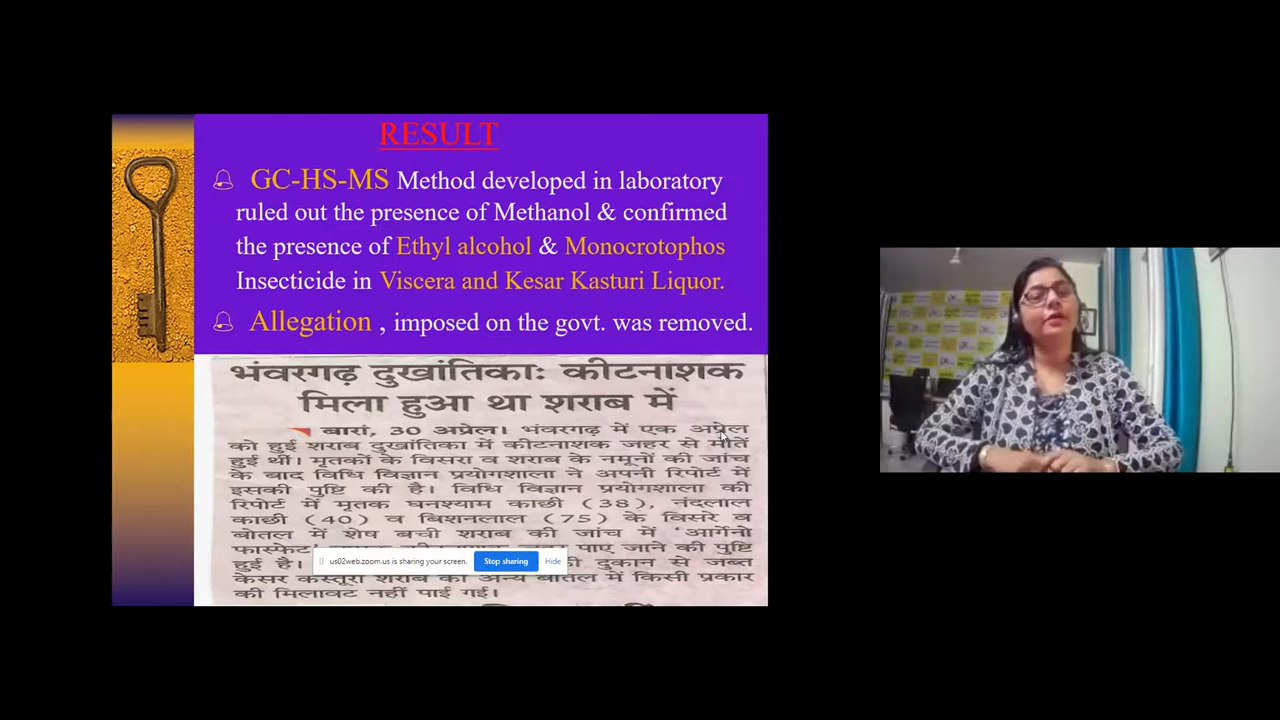 RESULT
GC-HS-MS Method developed in laboratory
ruled out the presence of Methanol & confirmed
the presence of Ethyl alcohol & Monocrotophos
Insecticide in Viscera and Kesar Kasturi Liquor.
Allegation , imposed on the govt. was removed.
भंवरगढ़ दुखांतिकाः कीटनाशक
मिला हुआ था शराब में
बारां, 30 अप्रेल। भंवरगढ़ में एक अप्रेल
को हुई शराब दुखांतिका में कीटनाशक जहर से मौतें
हुई थीं। मृतकों के विसरा व शराब के नमूनों की जांच
के बाद विधि विज्ञान प्रयोगशाला ने अपनी रिपोर्ट में
इसकी पुष्टि की है। विधि विज्ञान प्रयोगशाला की
रिपोर्ट में मृतक घनश्याम काछी (38), नंदलाल
काछी (40) व बिशनलाल (75) के विसरे व
बोतल में शेष बची शराब की जांच में 'आर्गेनो
फास्फेट' पाए जाने की पुष्टि
हुई है। की दुकान से जब्त
केसर कस्तूरी शराब की अन्य बोतल में किसी प्रकार
की मिलावट नहीं पाई गई।
us02web.zoom.us is sharing your screen. Stop sharing Hide